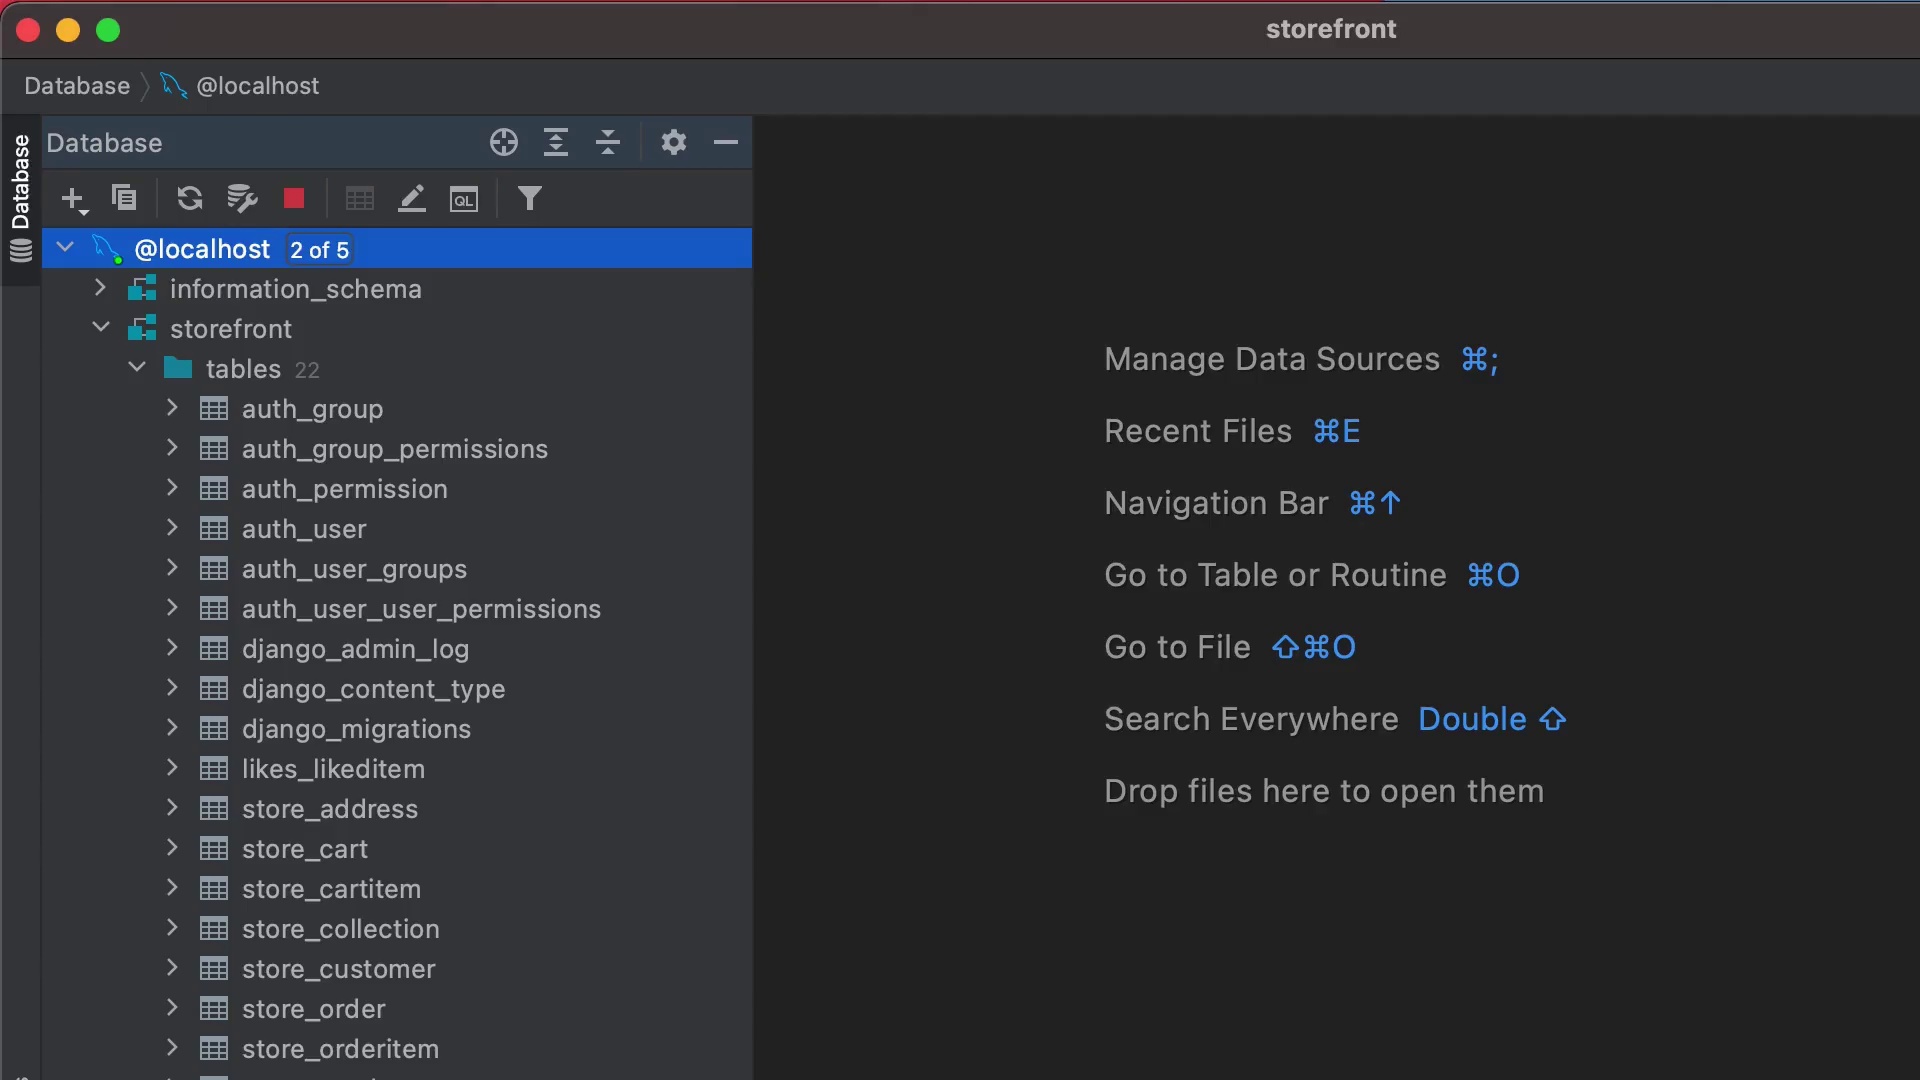 storefront
Database @localhost
Database
Database
QL
@localhost 2 of 5
information_schema
storefront
tables 22
auth_group
auth_group_permissions
auth_permission
auth_user
auth_user_groups
auth_user_user_permissions
django_admin_log
django_content_type
django_migrations
likes_likeditem
store_address
store_cart
store_cartitem
store_collection
store_customer
store_order
store_orderitem
Manage Data Sources ⌘;
Recent Files ⌘E
Navigation Bar ⌘↑
Go to Table or Routine ⌘O
Go to File ⇧⌘O
Search Everywhere Double ⇧
Drop files here to open them